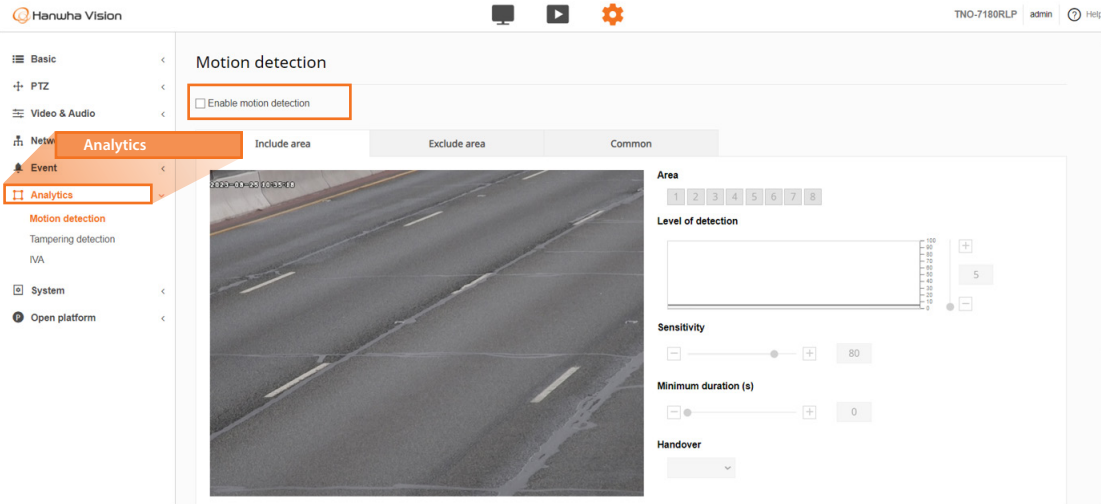 Hanwha Vision
TNO-7180RLP admin ? Help
Basic
PTZ
Video & Audio
Netw
Event
Analytics
Analytics
Motion detection
Tampering detection
IVA
System
Open platform
Motion detection
Enable motion detection
Include area Exclude area Common
Area
1 2 3 4 5 6 7 8
Level of detection
100
90
80
70
60
50
40
30
20
10
0
5
Sensitivity
80
Minimum duration (s)
0
Handover